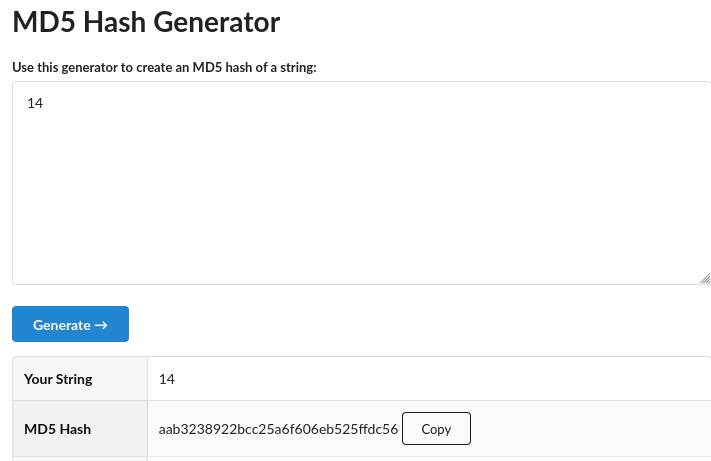 MD5 Hash Generator
Use this generator to create an MD5 hash of a string:
14
Generate →
Your String 14
MD5 Hash aab3238922bcc25a6f606eb525ffdc56 Copy